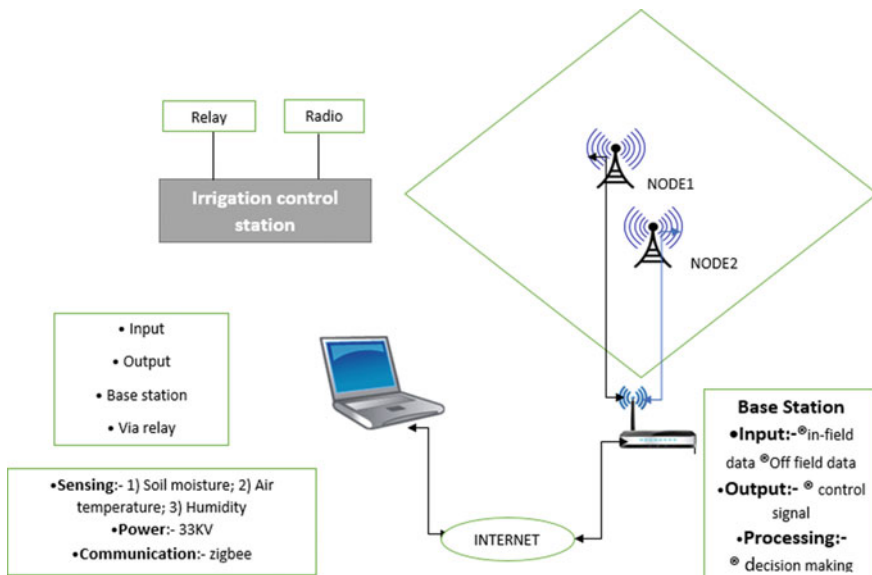 Relay
Radio
Irrigation control
station
NODE1
NODE2
• Input
• Output
• Base station
• Via relay
•Sensing:- 1) Soil moisture; 2) Air
temperature; 3) Humidity
•Power:- 33KV
•Communication:- zigbee
INTERNET
Base Station
•Input:-®in-field
data ®Off field data
•Output:- ® control
signal
•Processing:-
® decision making